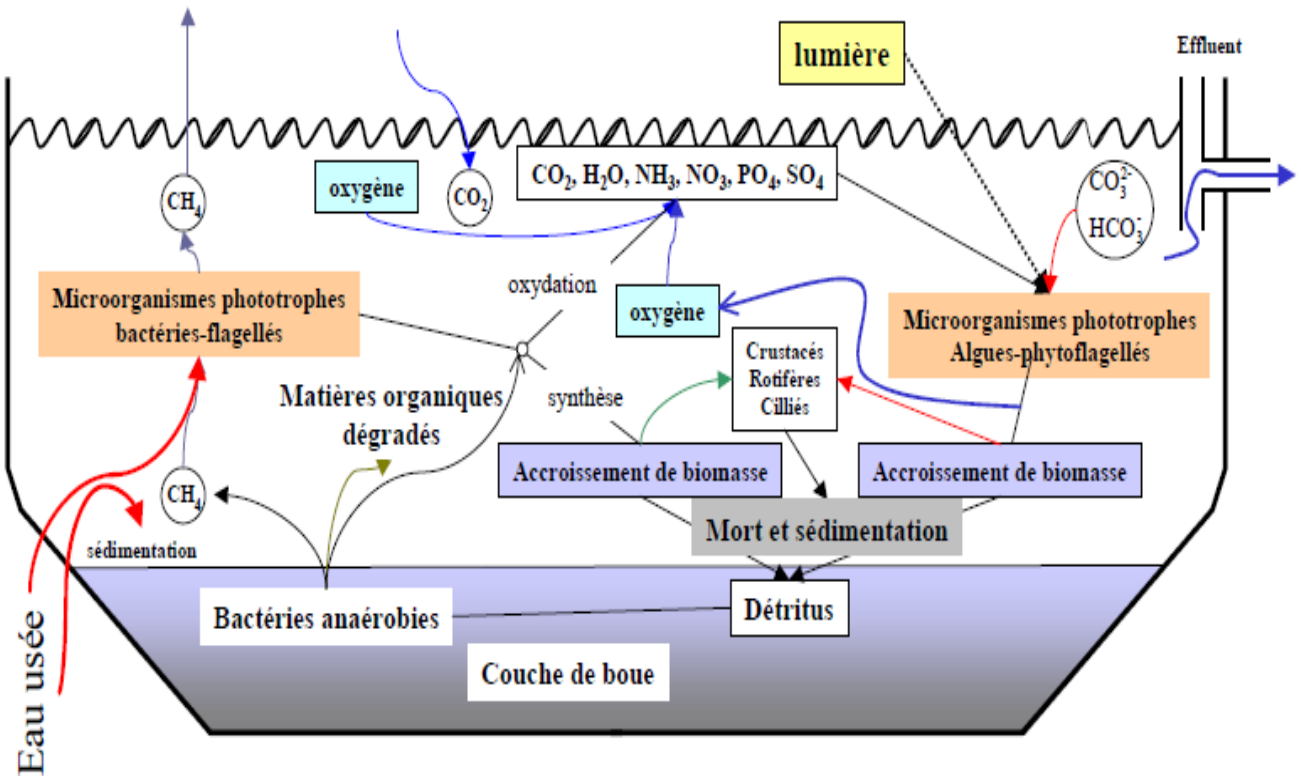 lumière
Effluent
oxygène
CO2
CO2, H2O, NH3, NO3, PO4, SO4
CO3 2-
HCO3 -
CH4
Microorganismes phototrophes
bactéries-flagellés
oxydation
oxygène
Microorganismes phototrophes
Algues-phytoflagellés
Crustacés
Rotifères
Cilliés
Matières organiques
dégradés
synthèse
Accroissement de biomasse
Accroissement de biomasse
CH4
sédimentation
Mort et sédimentation
Bactéries anaérobies
Détritus
Couche de boue
Eau usée